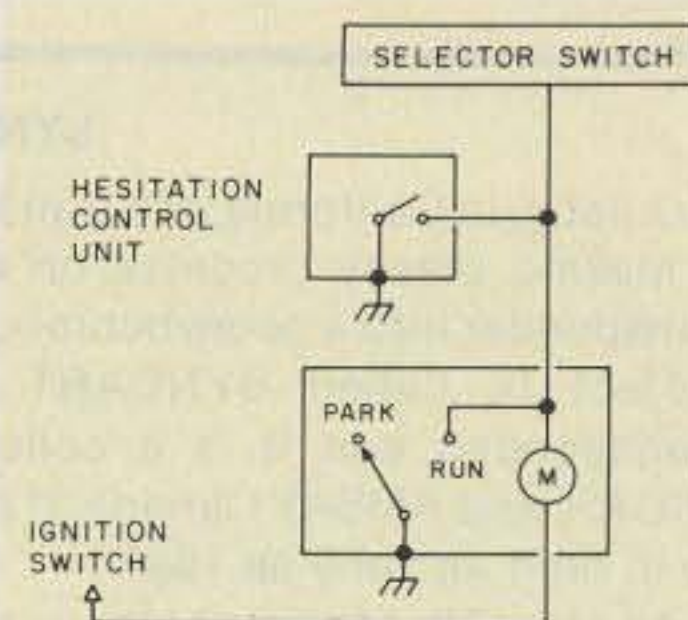 SELECTOR SWITCH
HESITATION
CONTROL
UNIT
PARK
RUN
M
IGNITION
SWITCH